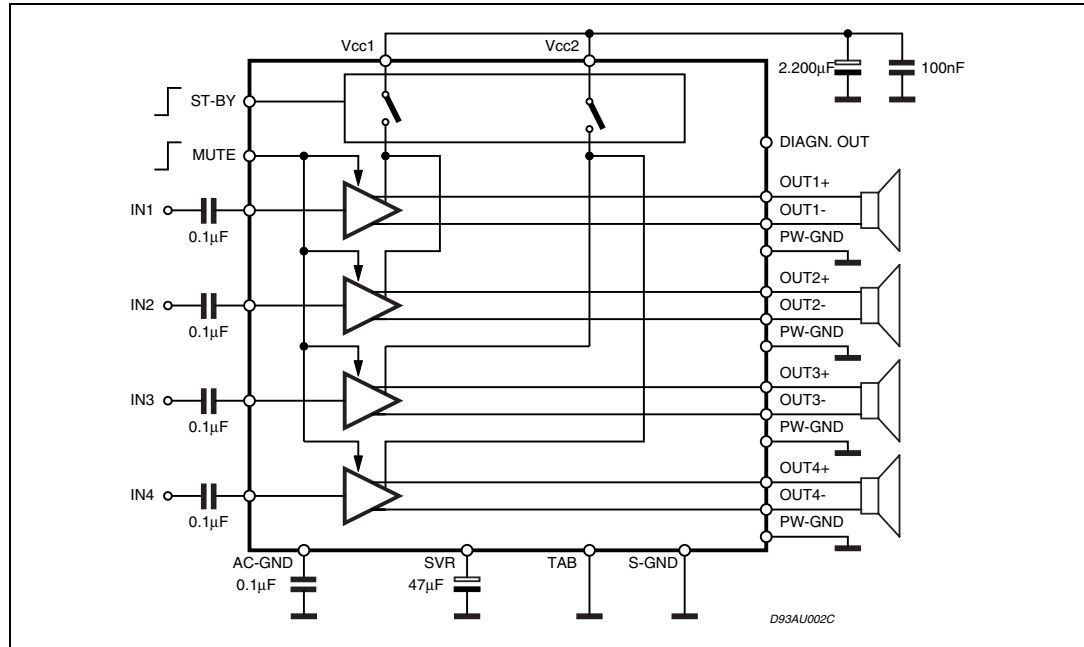 Vcc1
Vcc2
2.200µF
100nF
ST-BY
DIAGN. OUT
MUTE
OUT1+
IN1
OUT1-
0.1µF
PW-GND
OUT2+
IN2
OUT2-
0.1µF
PW-GND
OUT3+
IN3
OUT3-
0.1µF
PW-GND
OUT4+
IN4
OUT4-
0.1µF
PW-GND
AC-GND
SVR
TAB
S-GND
0.1µF
47µF
D93AU002C